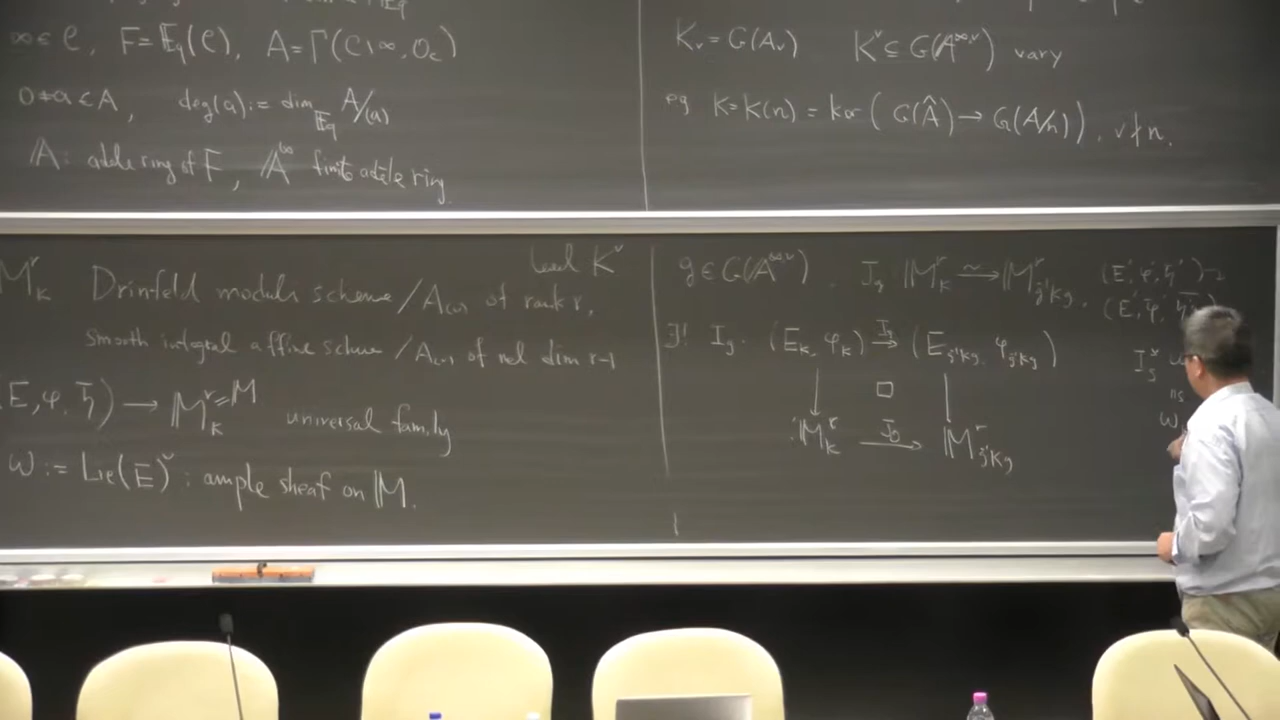 ∞ ∈ C, F = 𝔽_q(C), A = Γ(C∖∞, O_C)
0 ≠ a ∈ A, deg(a) := dim_{𝔽_q} A/(a)
𝔸 : adele ring of F, 𝔸^∞ finite adele ring.
K_v = G(A_v) K^v ⊆ G(𝔸^{∞,v}) vary
eg K = K(n) = ker ( G(Â) → G(A/n) ), v ∤ n.
level K^v
𝕄^r_K Drinfeld moduli scheme / A_(v) of rank r,
smooth integral affine scheme / A_(v) of rel dim r-1
(E, φ, η̄) → 𝕄^r_K = 𝕄 universal family
ω := Lie(E)^∨ : ample sheaf on 𝕄.
g ∈ G(𝔸^{∞,v}). J_g 𝕄^r_K ⥲ 𝕄^r_{g^{-1}Kg}.
∃! I_g. (E_K, φ_K) → (E_{g^{-1}Kg}, φ_{g^{-1}Kg})
□
𝕄^r_K → 𝕄^r_{g^{-1}Kg}
I_g^*
ω